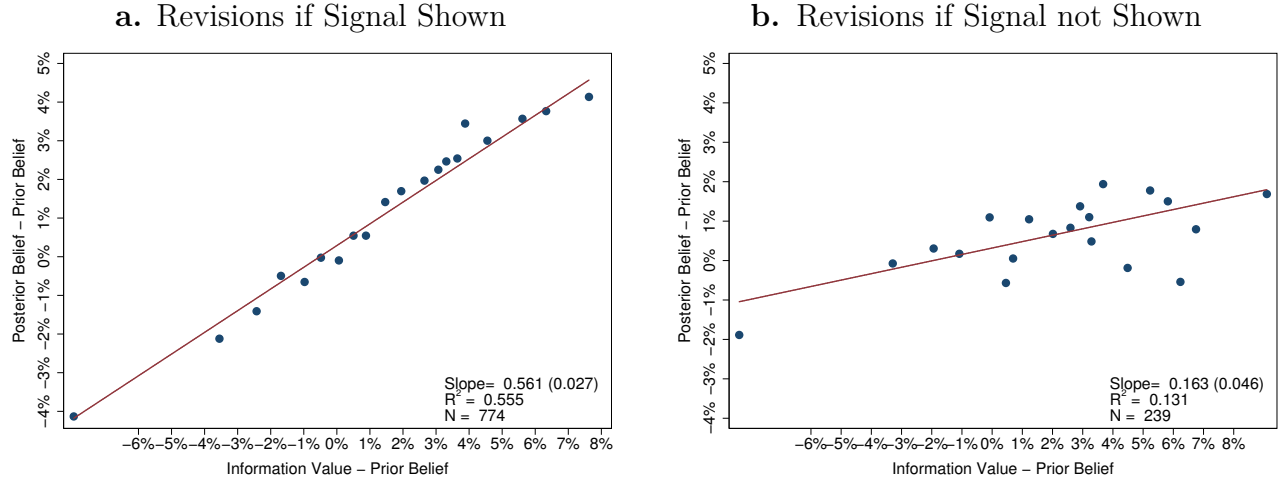 a. Revisions if Signal Shown
5%
4%
3%
2%
1%
0%
−1%
−2%
−3%
−4%
Posterior Belief − Prior Belief
Slope= 0.561 (0.027)
R² = 0.555
N = 774
−6%−5%−4%−3%−2%−1% 0% 1% 2% 3% 4% 5% 6% 7% 8%
Information Value − Prior Belief
b. Revisions if Signal not Shown
5%
4%
3%
2%
1%
0%
−1%
−2%
−3%
−4%
Posterior Belief − Prior Belief
Slope= 0.163 (0.046)
R² = 0.131
N = 239
−6%−5%−4%−3%−2%−1% 0% 1% 2% 3% 4% 5% 6% 7% 8%
Information Value − Prior Belief